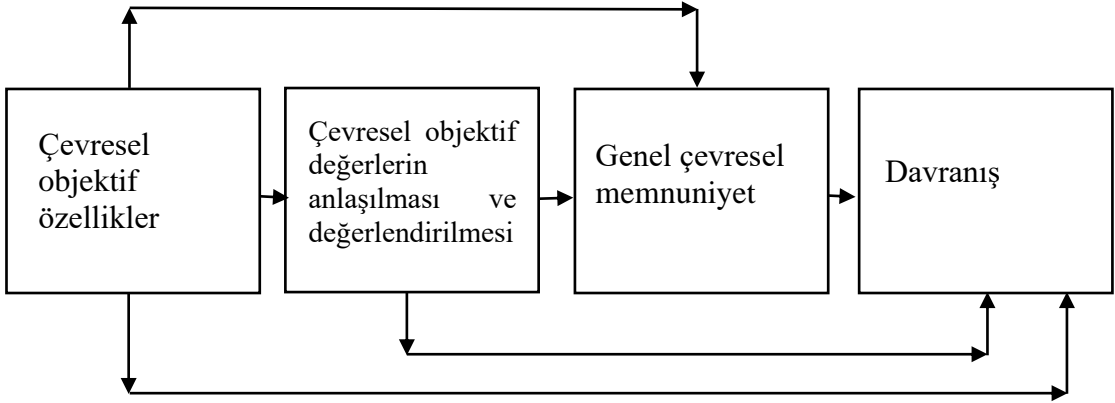 Çevresel
objektif
özellikler
Çevresel objektif
değerlerin
anlaşılması ve
değerlendirilmesi
Genel çevresel
memnuniyet
Davranış